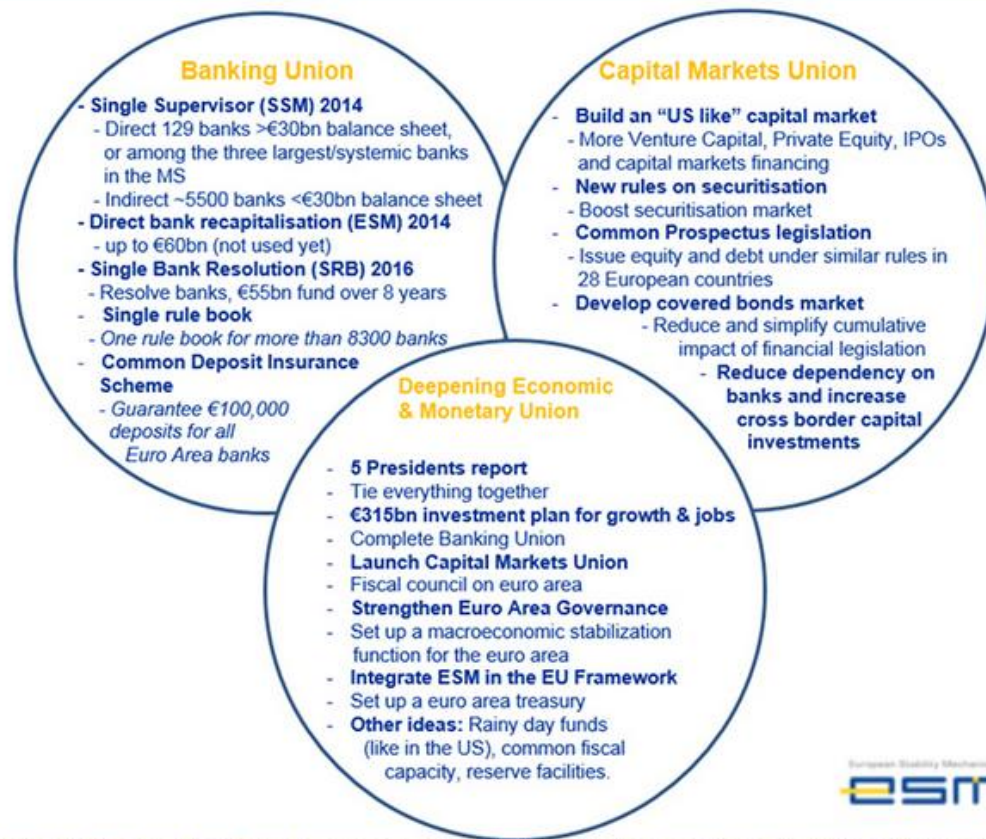 Banking Union
- Single Supervisor (SSM) 2014
- Direct 129 banks >€30bn balance sheet,
or among the three largest/systemic banks
in the MS
- Indirect ~5500 banks <€30bn balance sheet
- Direct bank recapitalisation (ESM) 2014
- up to €60bn (not used yet)
- Single Bank Resolution (SRB) 2016
- Resolve banks, €55bn fund over 8 years
- Single rule book
- One rule book for more than 8300 banks
- Common Deposit Insurance
Scheme
- Guarantee €100,000
deposits for all
Euro Area banks
Capital Markets Union
- Build an “US like” capital market
- More Venture Capital, Private Equity, IPOs
and capital markets financing
- New rules on securitisation
- Boost securitisation market
- Common Prospectus legislation
- Issue equity and debt under similar rules in
28 European countries
- Develop covered bonds market
- Reduce and simplify cumulative
impact of financial legislation
- Reduce dependency on
banks and increase
cross border capital
investments
Deepening Economic
& Monetary Union
- 5 Presidents report
- Tie everything together
- €315bn investment plan for growth & jobs
- Complete Banking Union
- Launch Capital Markets Union
- Fiscal council on euro area
- Strengthen Euro Area Governance
- Set up a macroeconomic stabilization
function for the euro area
- Integrate ESM in the EU Framework
- Set up a euro area treasury
- Other ideas: Rainy day funds
(like in the US), common fiscal
capacity, reserve facilities.
European Stability
esm